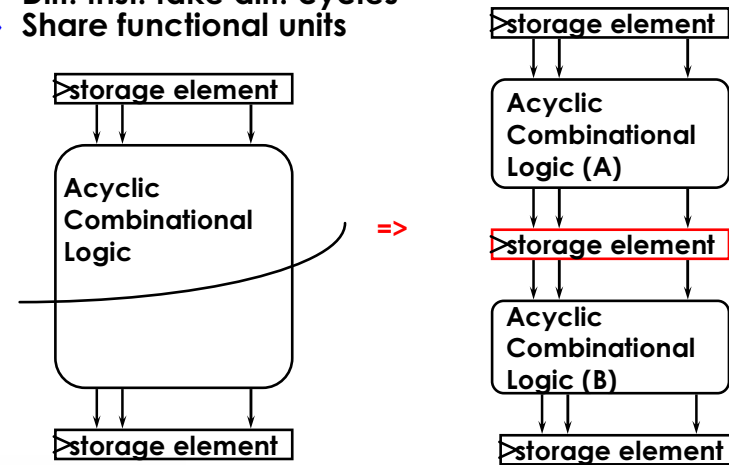 Share functional units
storage element
Acyclic
Combinational
Logic
storage element
=>
storage element
Acyclic
Combinational
Logic (A)
storage element
Acyclic
Combinational
Logic (B)
storage element